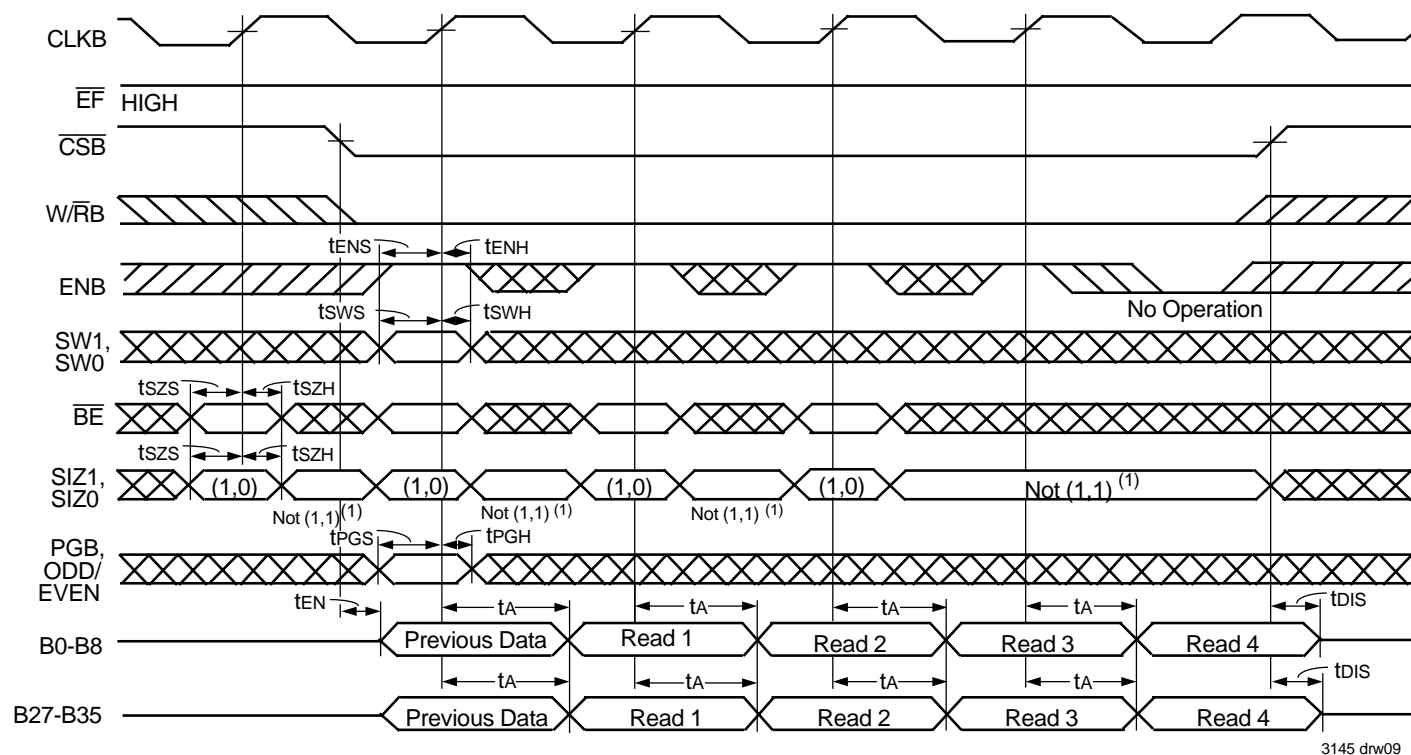 CLKB
EF HIGH
CSB
W/RB
tENS tENH
ENB
No Operation
tSWS tSWH
SW1,
SW0
tSZS tSZH
BE
tSZS tSZH
SIZ1,
SIZ0
(1,0) (1,0) (1,0) (1,0) Not (1,1) (1)
Not (1,1) (1) Not (1,1) (1) Not (1,1) (1)
tPGS tPGH
PGB,
ODD/
EVEN
tEN tA tA tA tA tDIS
B0-B8 Previous Data Read 1 Read 2 Read 3 Read 4
tA tA tA tA tDIS
B27-B35 Previous Data Read 1 Read 2 Read 3 Read 4
3145 drw09